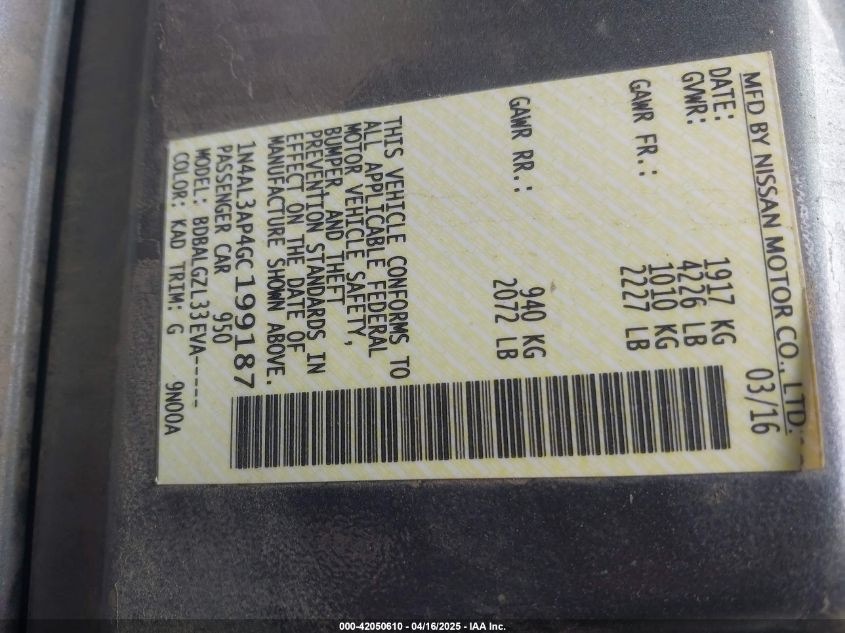 MFD BY NISSAN MOTOR CO., LTD.
DATE: 03/16
GVWR: 1917 KG
4226 LB
GAWR FR.: 1010 KG
2227 LB
GAWR RR.: 940 KG
2072 LB
THIS VEHICLE CONFORMS TO
ALL APPLICABLE FEDERAL
MOTOR VEHICLE SAFETY,
BUMPER, AND THEFT
PREVENTION STANDARDS IN
EFFECT ON THE DATE OF
MANUFACTURE SHOWN ABOVE.
1N4AL3AP4GC199187
PASSENGER CAR 950
MODEL: BDBALGZL33EVA-----
COLOR: KAD TRIM: G 9N00A
000-42050610 - 04/16/2025 - IAA Inc.